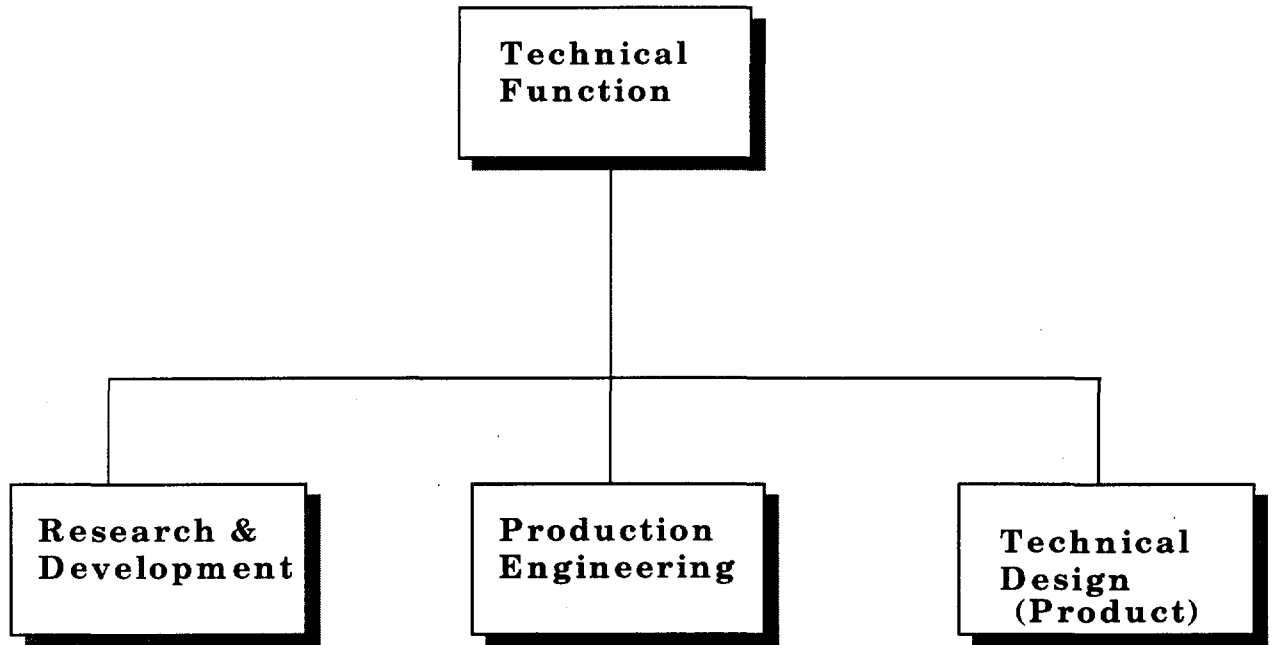 Technical
Function
Research &
Development
Production
Engineering
Technical
Design
(Product)